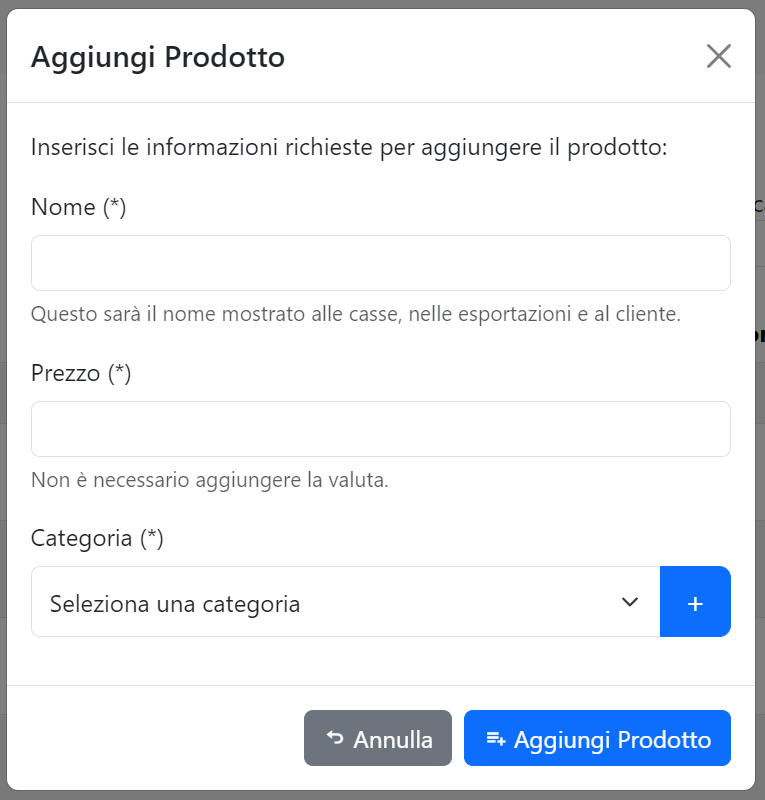 Aggiungi Prodotto
Inserisci le informazioni richieste per aggiungere il prodotto:
Nome (*)
Questo sarà il nome mostrato alle casse, nelle esportazioni e al cliente.
Prezzo (*)
Non è necessario aggiungere la valuta.
Categoria (*)
Seleziona una categoria
+
Annulla
Aggiungi Prodotto